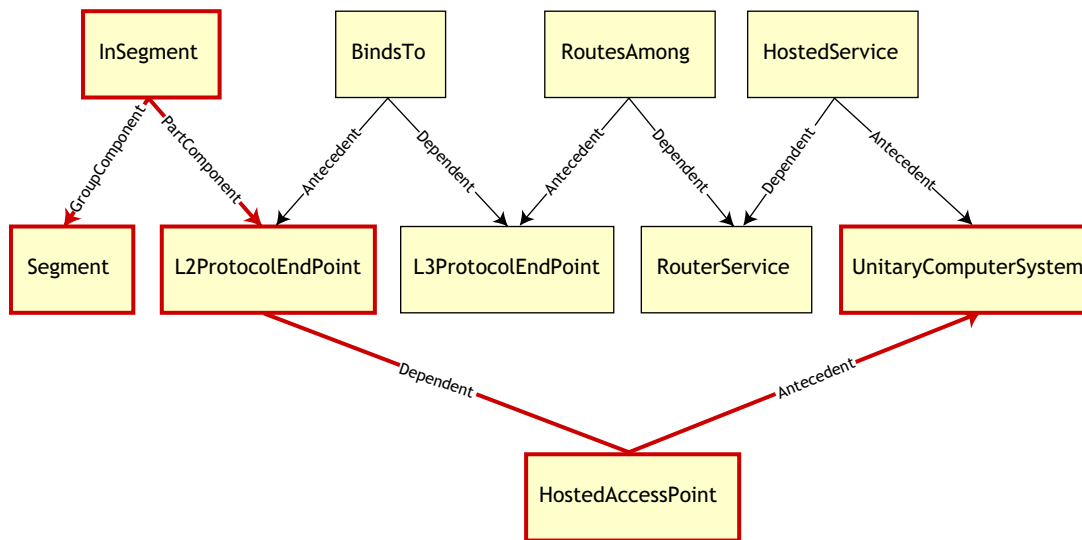 InSegment
BindsTo
RoutesAmong
HostedService
GroupComponent
PartComponent
Antecedent
Dependent
Antecedent
Dependent
Dependent
Antecedent
Segment
L2ProtocolEndPoint
L3ProtocolEndPoint
RouterService
UnitaryComputerSystem
Dependent
Antecedent
HostedAccessPoint